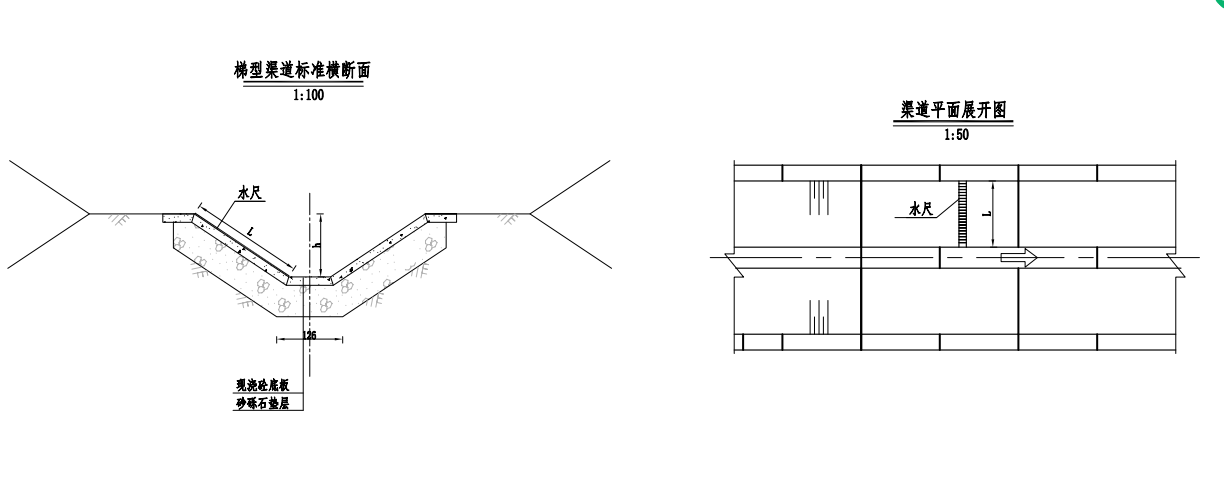 梯型渠道标准横断面
1:100
水尺
L
h
126
现浇砼底板
砂砾石垫层
渠道平面展开图
1:50
水尺
L